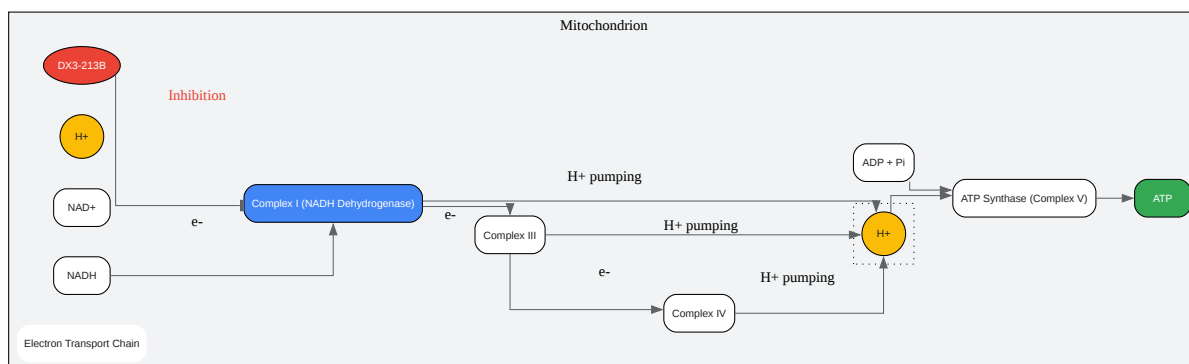 Mitochondrion
DX3-213B
Inhibition
H+
ADP + Pi
H+ pumping
NAD+
e-
Complex I (NADH Dehydrogenase)
e-
ATP Synthase (Complex V)
ATP
Complex III
H+ pumping
H+
NADH
e-
H+ pumping
Complex IV
Electron Transport Chain